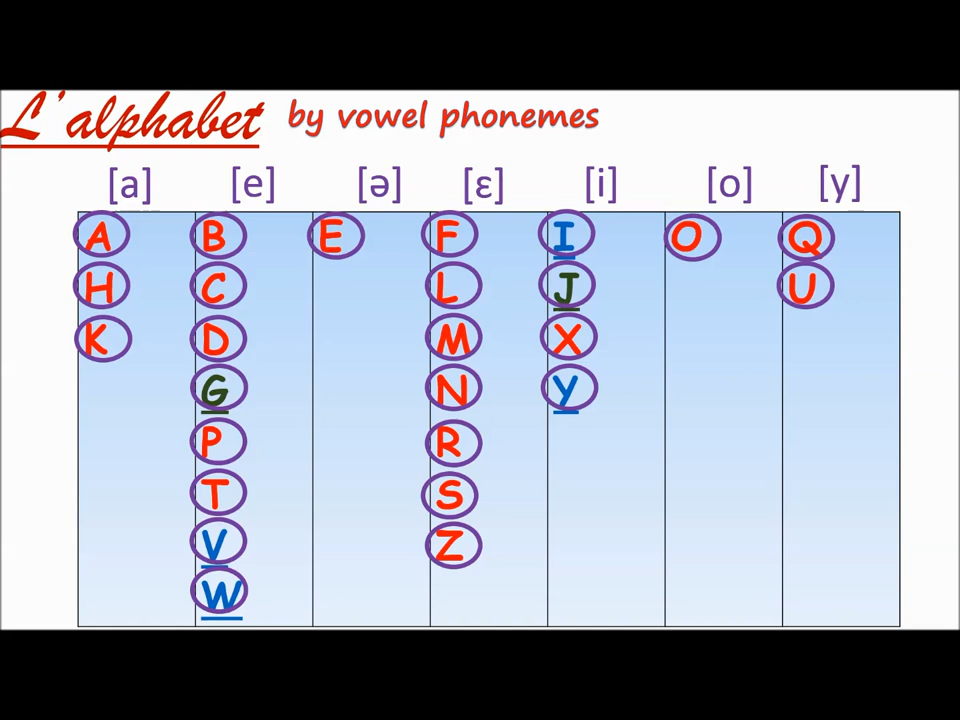 L'alphabet by vowel phonemes
[a] [e] [ə] [ɛ] [i] [o] [y]
A B E F I O Q
H C L J U
K D M X
G N Y
P R
T S
V Z
W